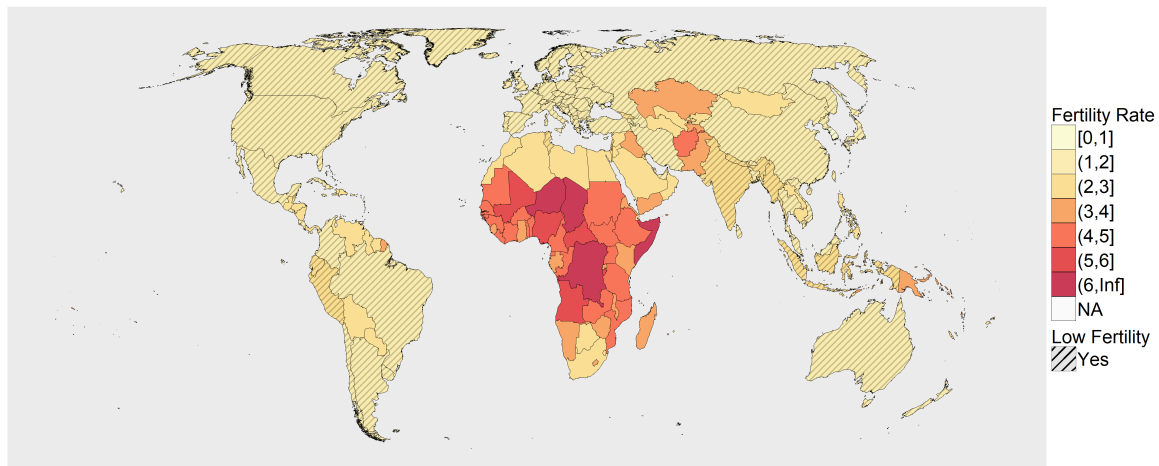 Fertility Rate
[0,1]
(1,2]
(2,3]
(3,4]
(4,5]
(5,6]
(6,Inf]
NA
Low Fertility
Yes